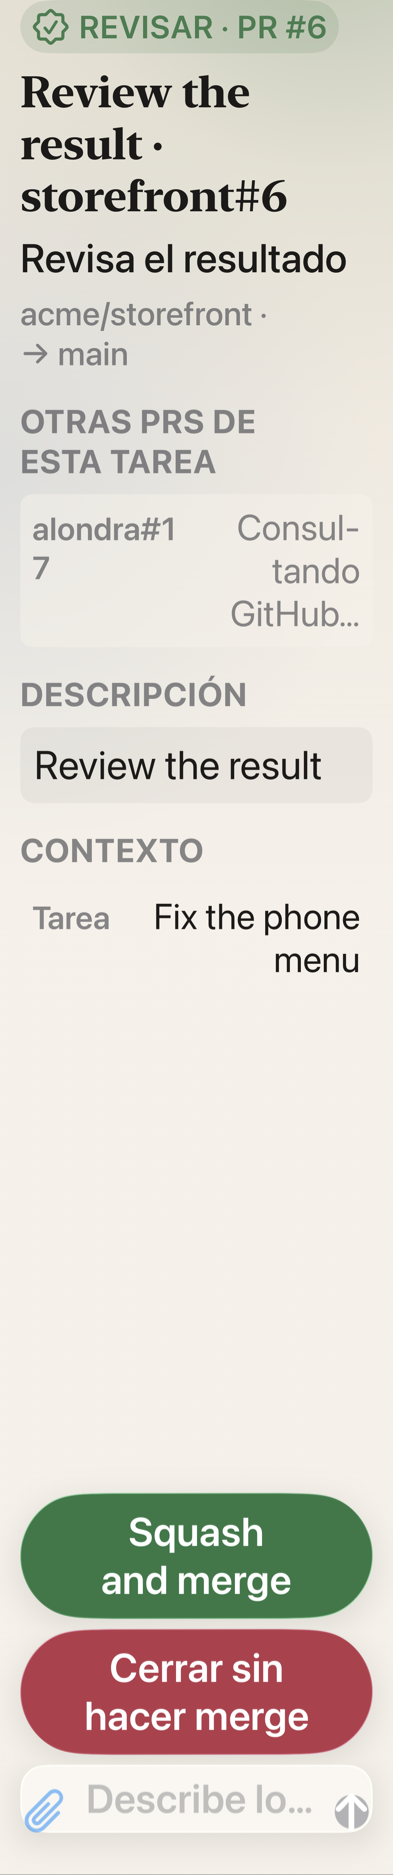 REVISAR · PR #6
Review the
result ·
storefront#6
Revisa el resultado
acme/storefront ·
→ main
OTRAS PRS DE
ESTA TAREA
alondra#1
7
Consul-
tando
GitHub...
DESCRIPCIÓN
Review the result
CONTEXTO
Tarea
Fix the phone
menu
Squash
and merge
Cerrar sin
hacer merge
Describe lo...